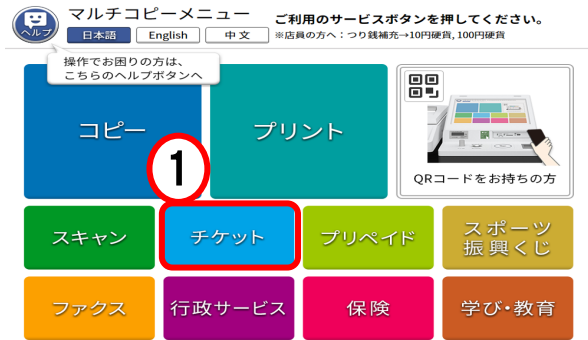 マルチコピーメニュー
ご利用のサービスボタンを押してください。
ヘルプ
日本語 English 中文
※店員の方へ：つり銭補充→10円硬貨, 100円硬貨
操作でお困りの方は、
こちらのヘルプボタンへ
コピー
プリント
QRコードをお持ちの方
1
スキャン
チケット
プリペイド
スポーツ
振興くじ
ファクス
行政サービス
保険
学び・教育